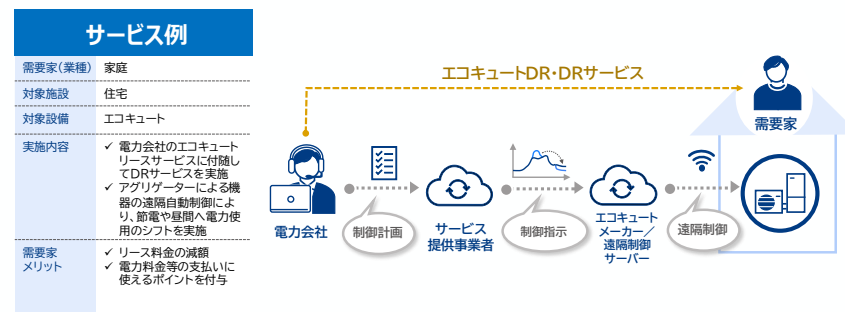 サービス例
需要家(業種) 家庭
対象施設 住宅
対象設備 エコキュート
実施内容
✓ 電力会社のエコキュート
リースサービスに付随し
てDRサービスを実施
✓ アグリゲーターによる機
器の遠隔自動制御によ
り、節電や昼間へ電力使
用のシフトを実施
需要家
メリット
✓ リース料金の減額
✓ 電力料金等の支払いに
使えるポイントを付与
エコキュートDR・DRサービス
需要家
電力会社
制御計画
サービス
提供事業者
制御指示
エコキュート
メーカー/
遠隔制御
サーバー
遠隔制御